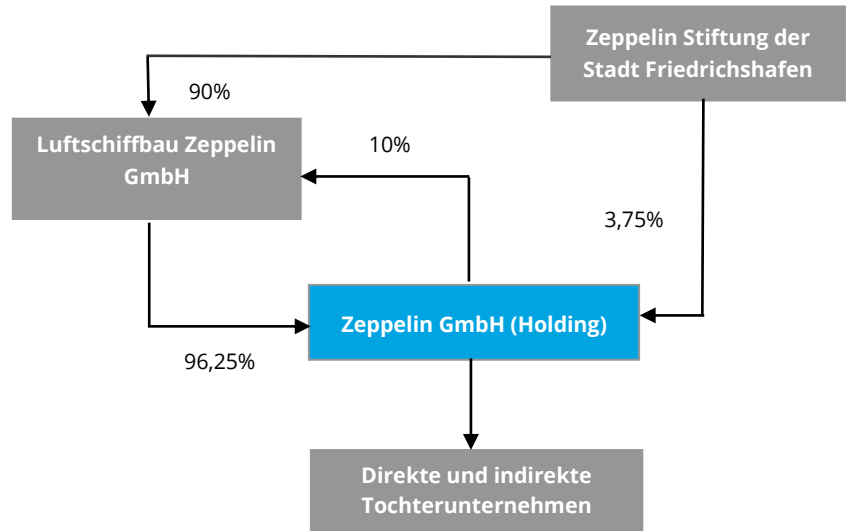 Zeppelin Stiftung der
Stadt Friedrichshafen
90%
Luftschiffbau Zeppelin
GmbH
10%
3,75%
Zeppelin GmbH (Holding)
96,25%
Direkte und indirekte
Tochterunternehmen